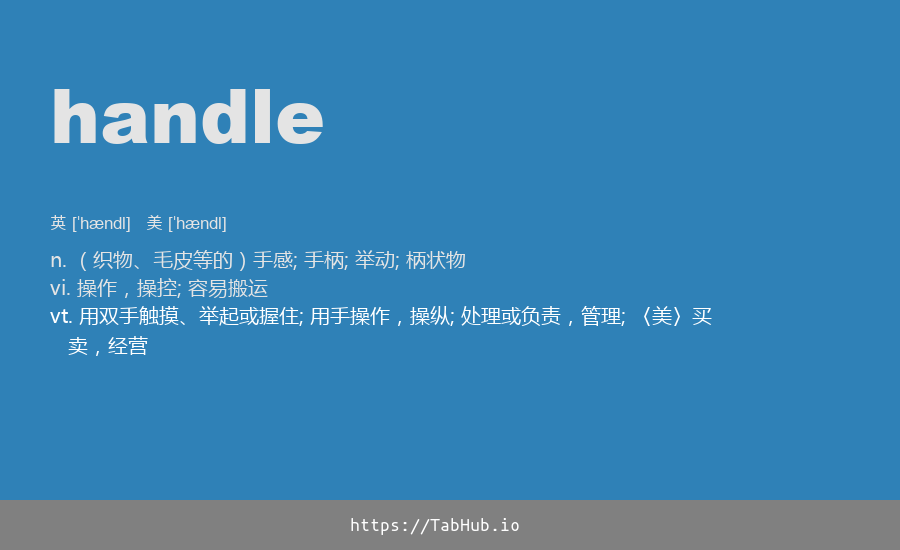 handle
英 ['hændl] 美 ['hændl]
n. （织物、毛皮等的）手感; 手柄; 举动; 柄状物
vi. 操作，操控; 容易搬运
vt. 用双手触摸、举起或握住; 用手操作，操纵; 处理或负责，管理; 〈美〉买
卖，经营
https://TabHub.io